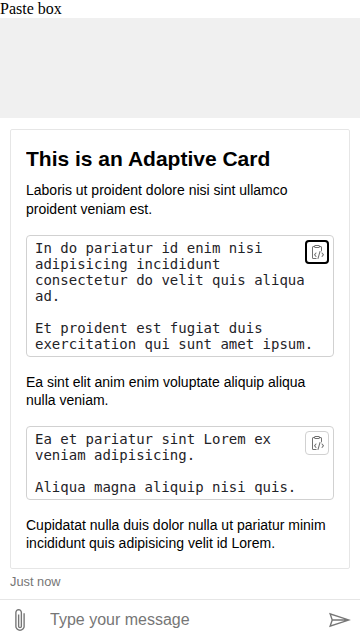 Paste box
This is an Adaptive Card
Laboris ut proident dolore nisi sint ullamco
proident veniam est.
In do pariatur id enim nisi
adipisicing incididunt
consectetur do velit quis aliqua
ad.
Et proident est fugiat duis
exercitation qui sunt amet ipsum.
Ea sint elit anim enim voluptate aliquip aliqua
nulla veniam.
Ea et pariatur sint Lorem ex
veniam adipisicing.
Aliqua magna aliquip nisi quis.
Cupidatat nulla duis dolor nulla ut pariatur minim
incididunt quis adipisicing velit id Lorem.
Just now
Type your message